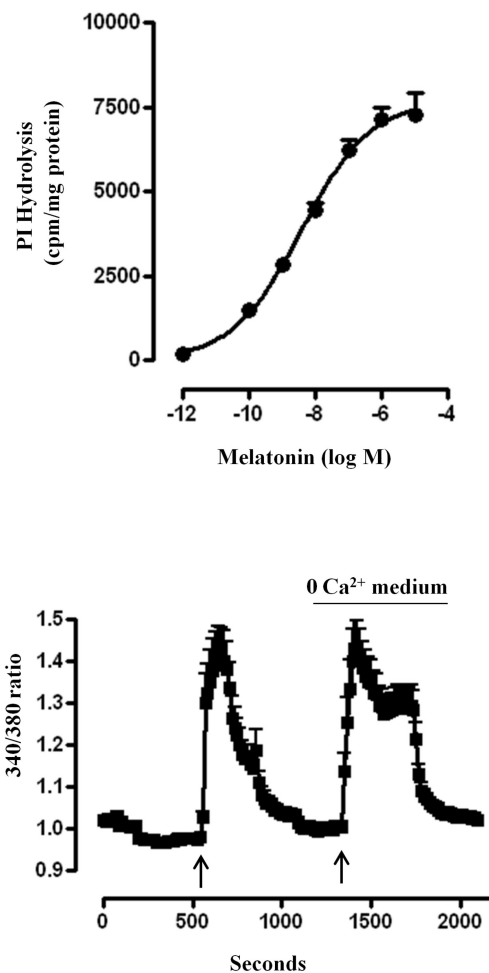 10000
7500
5000
2500
0
PI Hydrolysis
(cpm/mg protein)
-12 -10 -8 -6 -4
Melatonin (log M)
0 Ca²⁺ medium
1.5
1.4
1.3
1.2
1.1
1.0
0.9
340/380 ratio
0 500 1000 1500 2000
Seconds